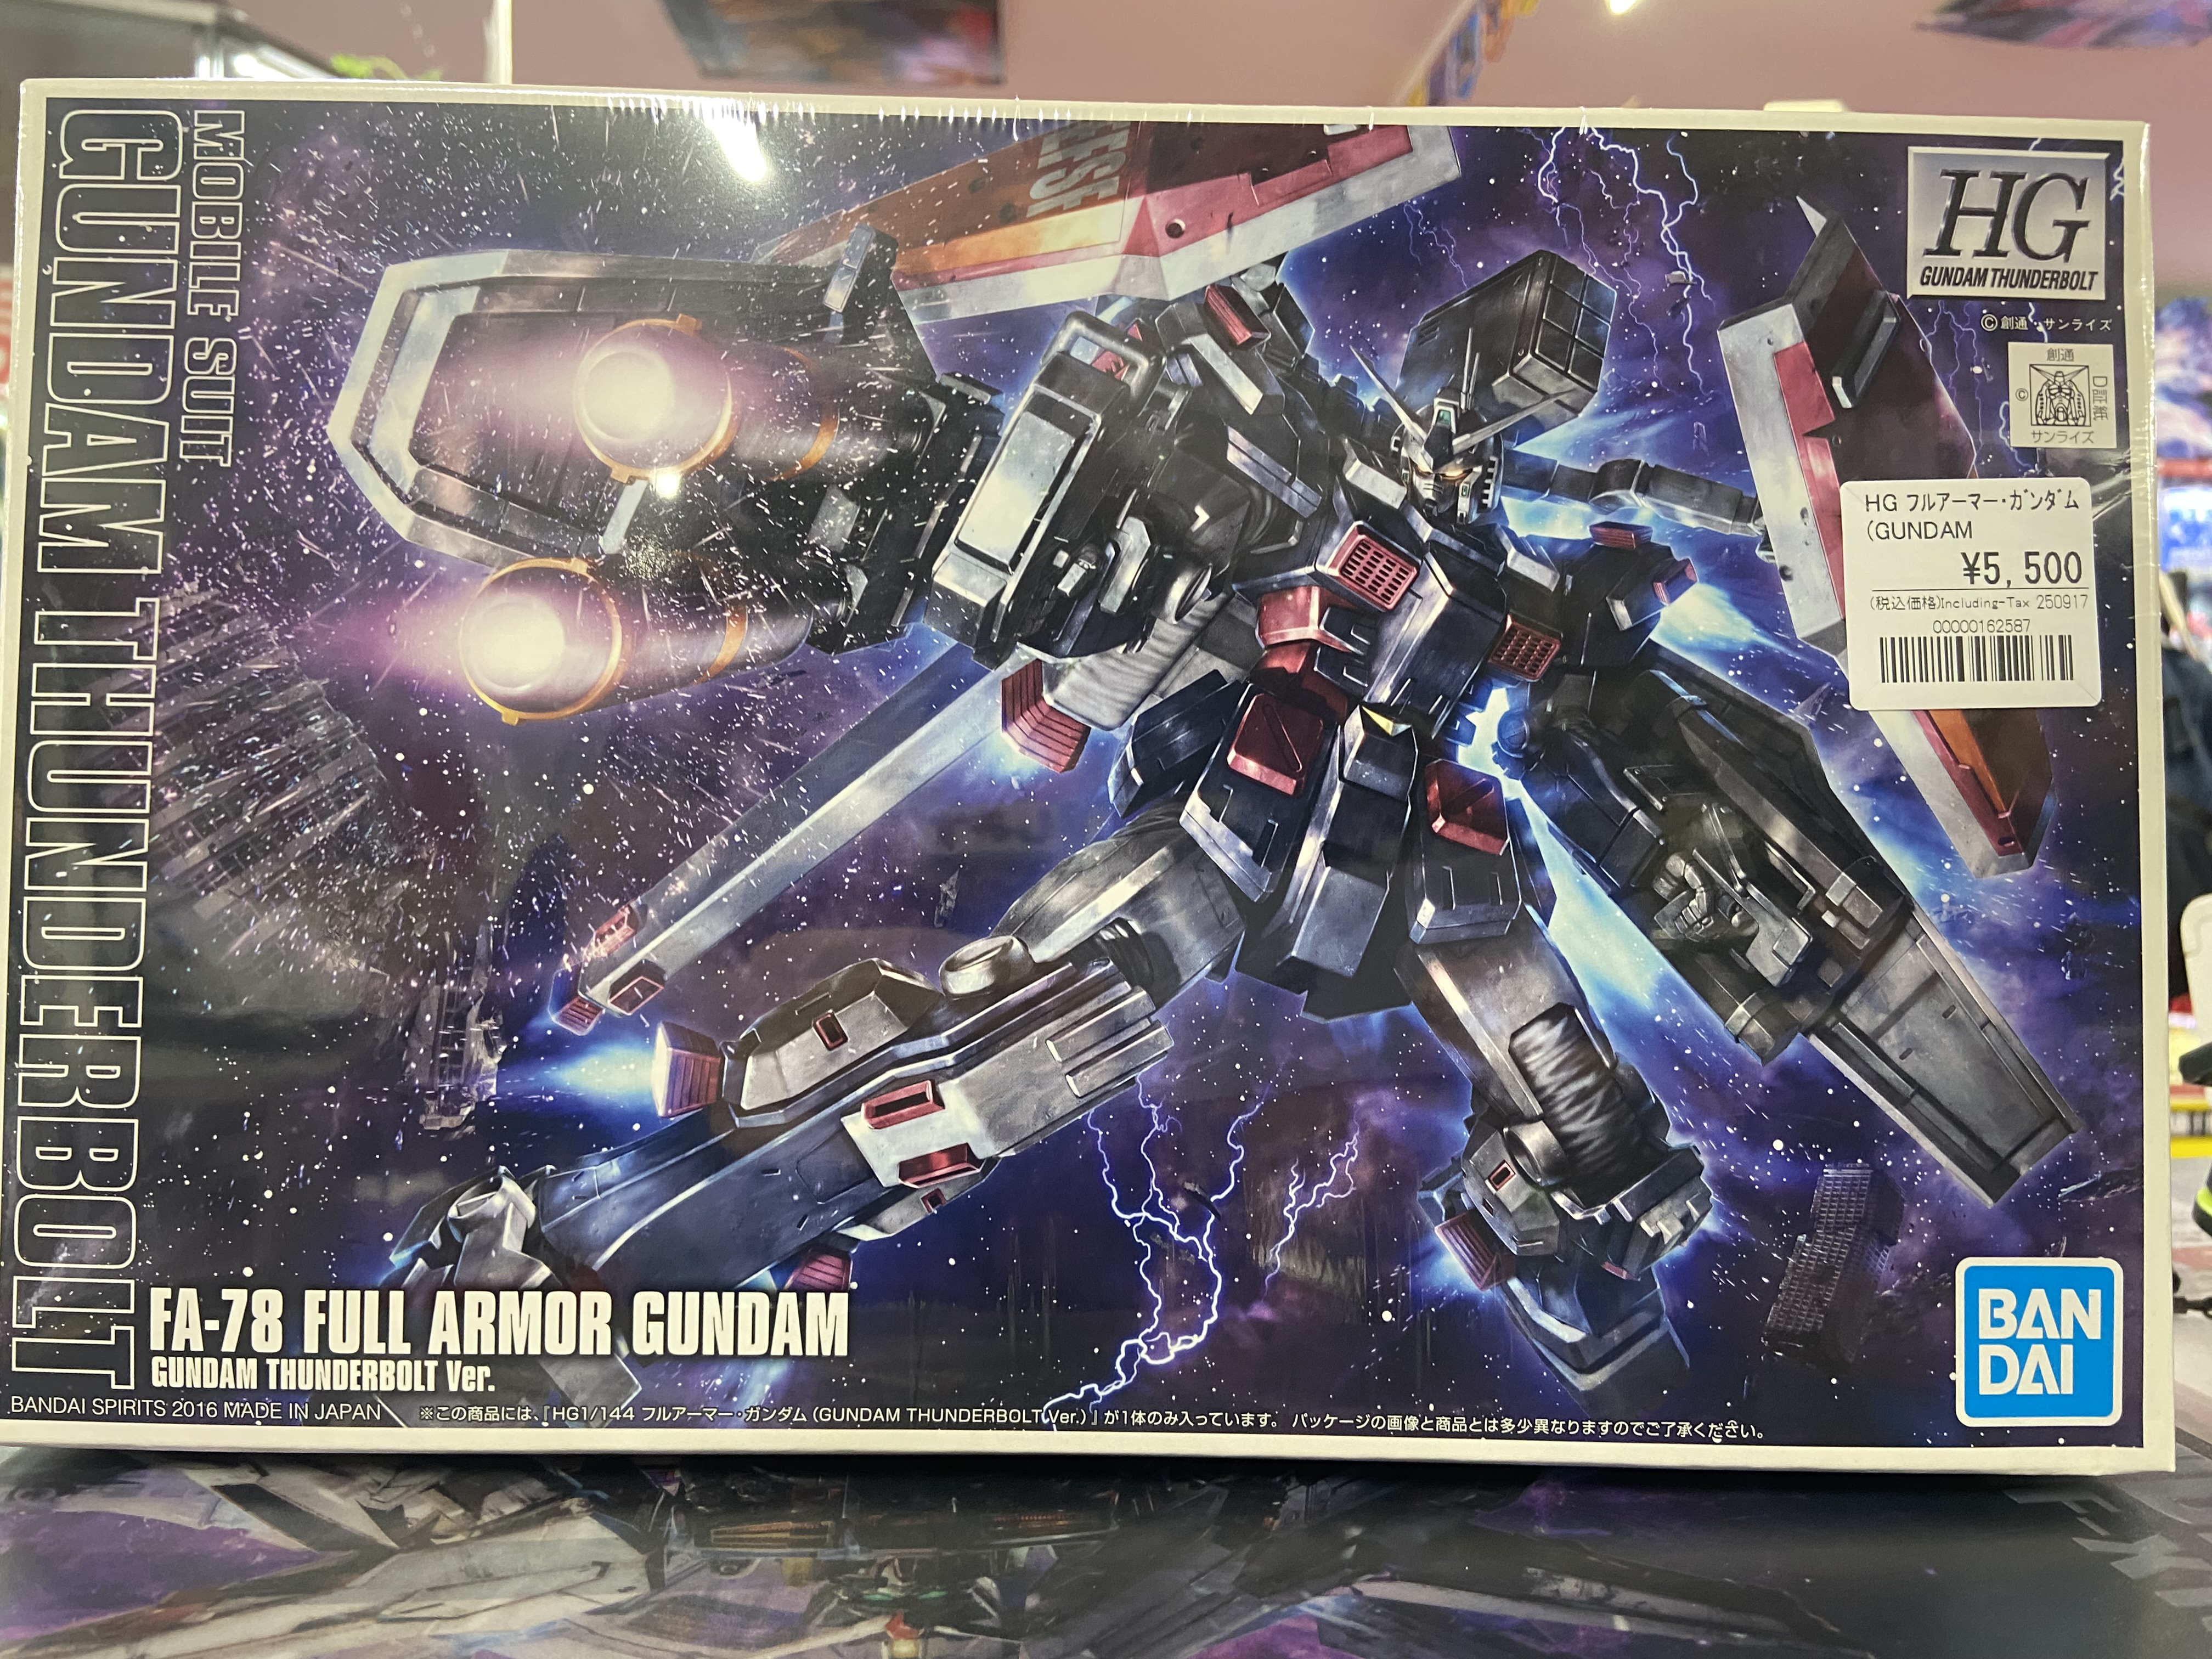 MOBILE SUIT
GUNDAM THUNDERBOLT
EFSF
HG
GUNDAM THUNDERBOLT
©創通・サンライズ
創通
©
D証紙
サンライズ
HG フルアーマー・ガンダム
(GUNDAM
¥5,500
(税込価格)Including-Tax 250917
00000162587
FA-78 FULL ARMOR GUNDAM
GUNDAM THUNDERBOLT Ver.
BANDAI SPIRITS 2016 MADE IN JAPAN
※この商品には、『HG1/144 フルアーマー・ガンダム (GUNDAM THUNDERBOLT Ver.) 』が1体のみ入っています。 パッケージの画像と商品とは多少異なりますのでご了承ください。
BAN
DAI